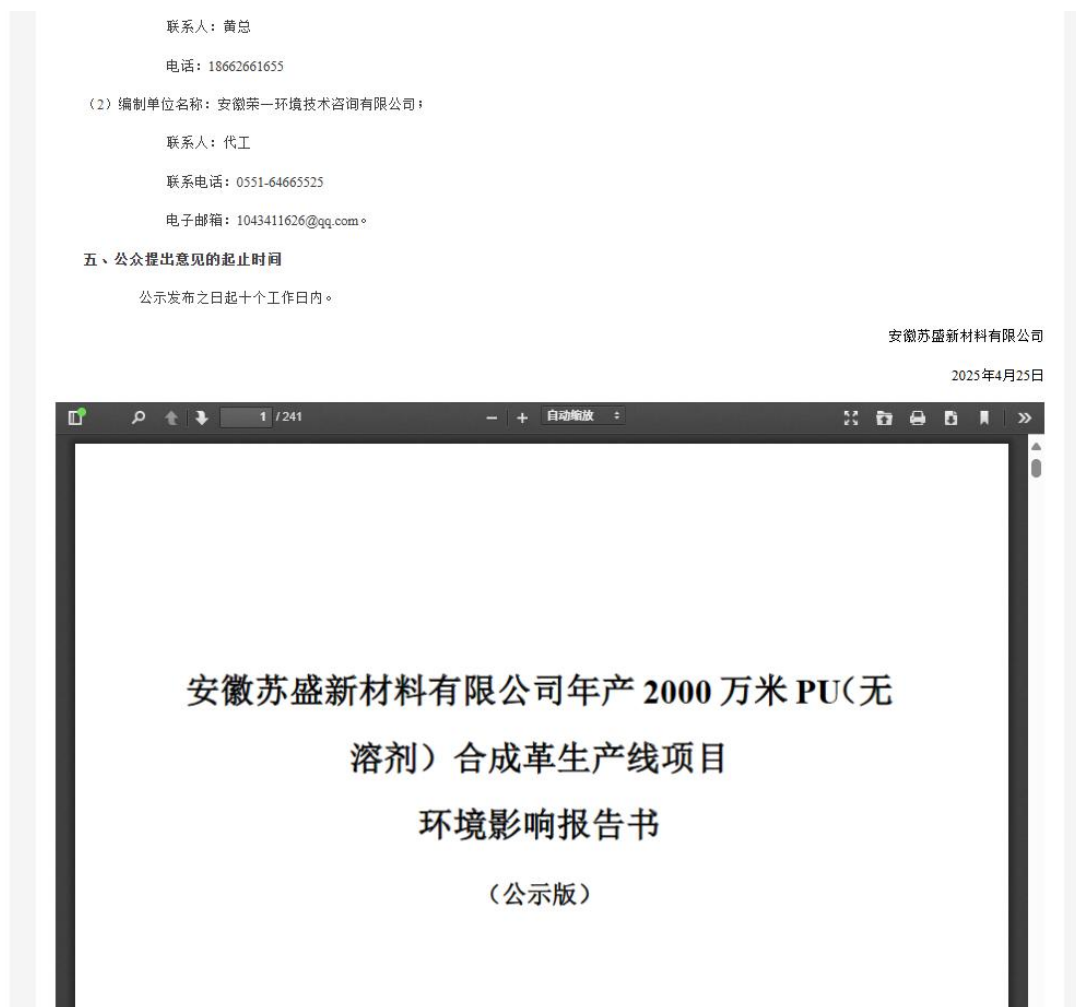 联系人：黄总
电话：18662661655
（2）编制单位名称：安徽荣一环境技术咨询有限公司；
联系人：代工
联系电话：0551-64665525
电子邮箱：1043411626@qq.com。
五、公众提出意见的起止时间
公示发布之日起十个工作日内。
安徽苏盛新材料有限公司
2025年4月25日
1 / 241
自动缩放
安徽苏盛新材料有限公司年产 2000 万米 PU（无
溶剂）合成革生产线项目
环境影响报告书
（公示版）